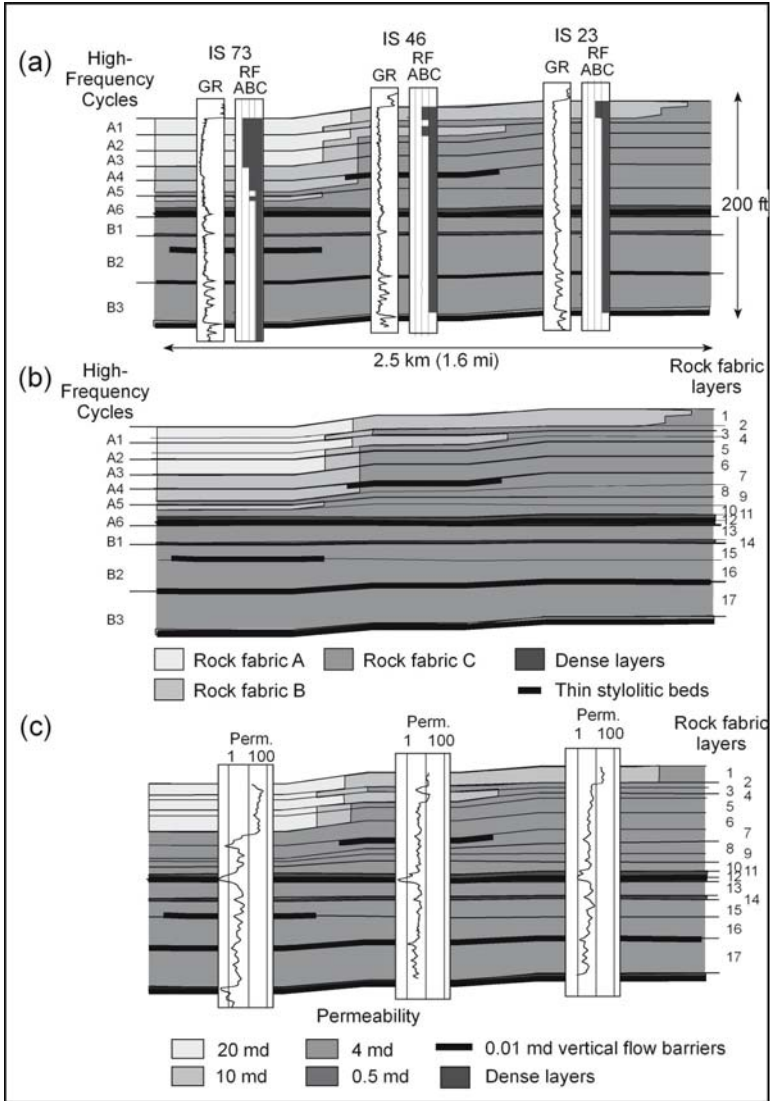 (a)
High-
Frequency
Cycles
IS 73
IS 46
IS 23
GR
RF
ABC
GR
RF
ABC
GR
RF
ABC
A1
A2
A3
A4
A5
A6
B1
B2
B3
200 ft
2.5 km (1.6 mi)
(b)
High-
Frequency
Cycles
Rock fabric
layers
A1
A2
A3
A4
A5
A6
B1
B2
B3
1
2
3
4
5
6
7
8
9
10
11
12
13
14
15
16
17
Rock fabric A
Rock fabric C
Dense layers
Rock fabric B
Thin stylolitic beds
(c)
Perm.
1 100
Perm.
1 100
Perm.
1 100
Rock fabric
layers
1
2
3
4
5
6
7
8
9
10
11
12
13
14
15
16
17
Permeability
20 md
4 md
0.01 md vertical flow barriers
10 md
0.5 md
Dense layers